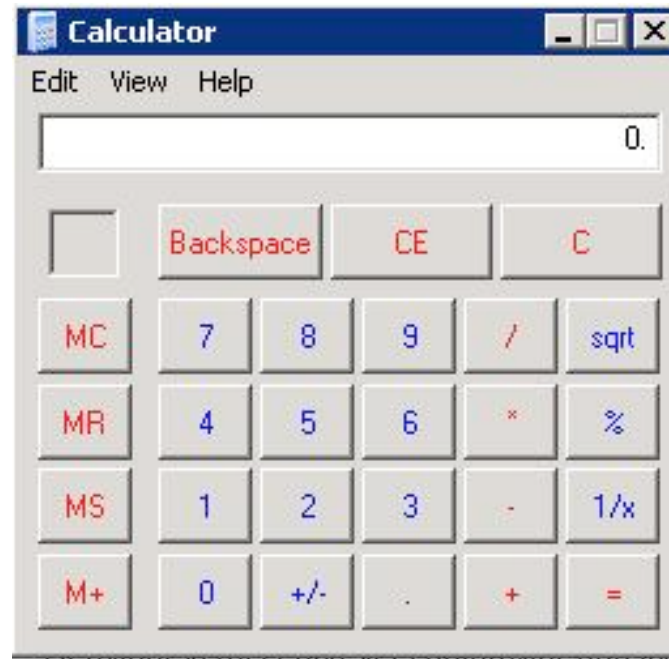 Calculator
Edit View Help
0.
Backspace CE C
MC 7 8 9 / sqrt
MR 4 5 6 * %
MS 1 2 3 - 1/x
M+ 0 +/- . + =